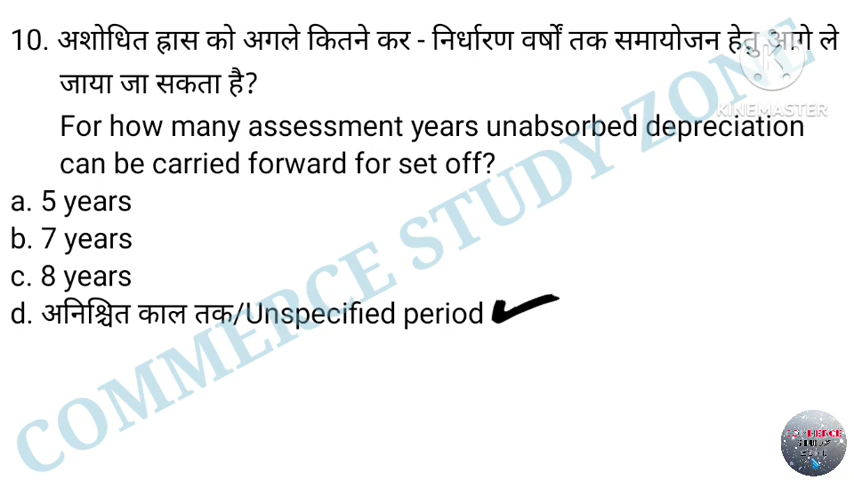 10. अशोधित ह्रास को अगले कितने कर - निर्धारण वर्षों तक समायोजन हेतु आगे ले
जाया जा सकता है?
For how many assessment years unabsorbed depreciation
can be carried forward for set off?
a. 5 years
b. 7 years
c. 8 years
d. अनिश्चित काल तक/Unspecified period
COMMERCE STUDY ZONE
KINEMASTER
COMMERCE
STUDY